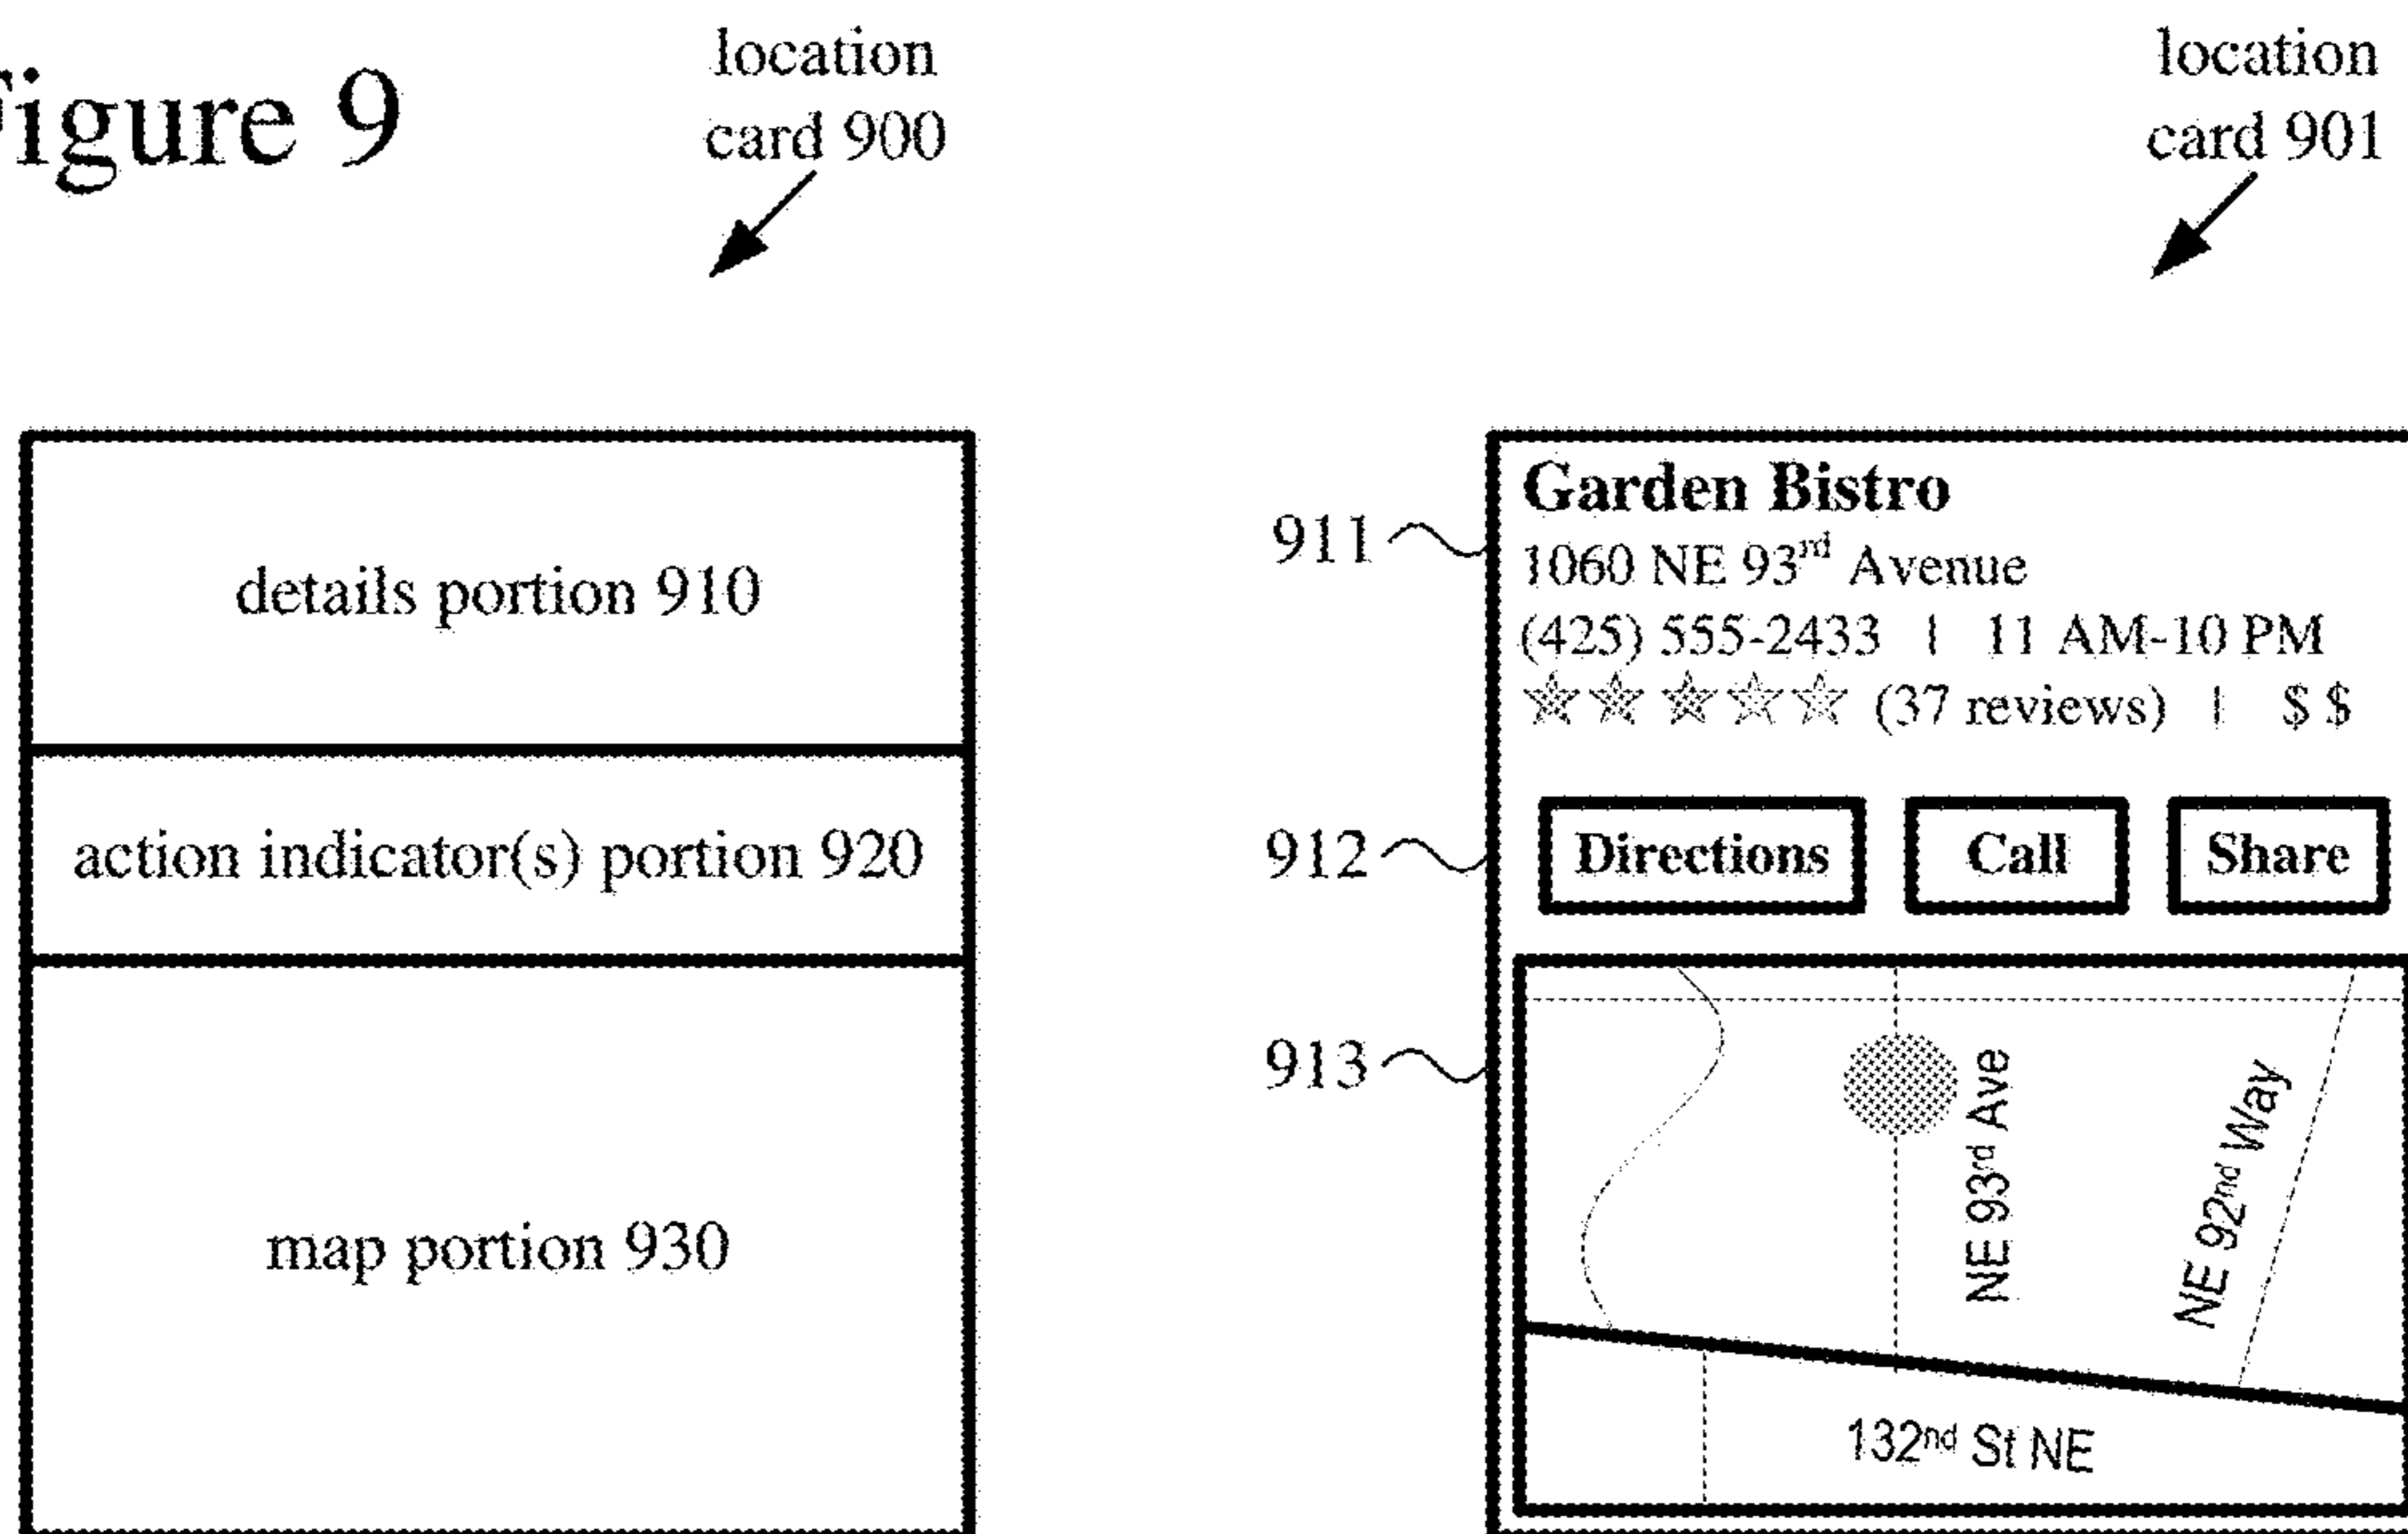 Figure 9
location
card 900
location
card 901
details portion 910
action indicator(s) portion 920
map portion 930
911
Garden Bistro
1060 NE 93rd Avenue
(425) 555-2433 | 11 AM-10 PM
(37 reviews) | $ $
912
Directions Call Share
913
NE 93rd Ave
NE 92nd Way
132nd St NE